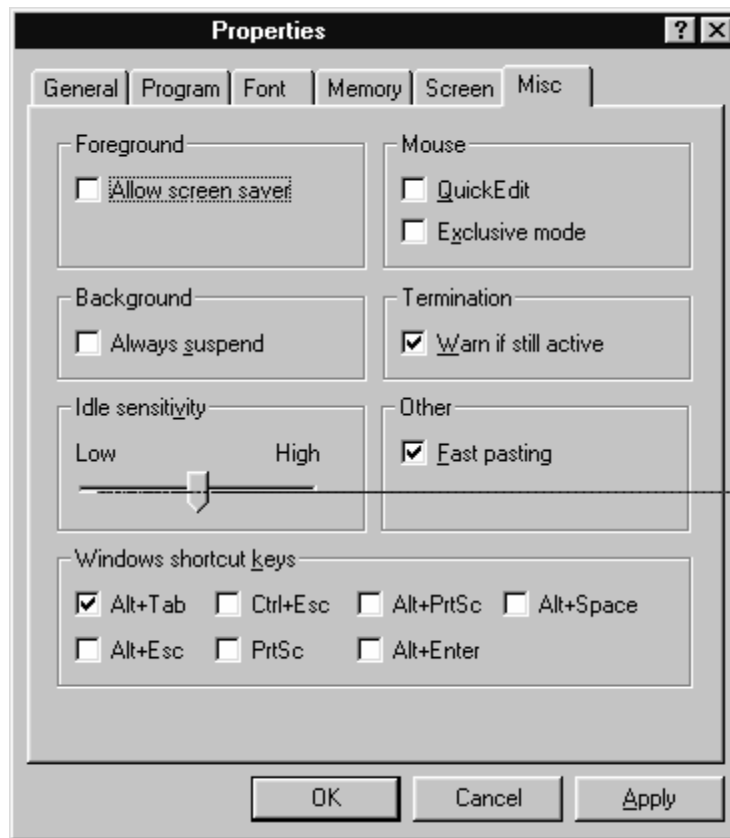 Properties
General Program Font Memory Screen Misc
Foreground
Allow screen saver
Mouse
QuickEdit
Exclusive mode
Background
Always suspend
Termination
Warn if still active
Idle sensitivity
Low High
Other
Fast pasting
Windows shortcut keys
Alt+Tab Ctrl+Esc Alt+PrtSc Alt+Space
Alt+Esc PrtSc Alt+Enter
OK Cancel Apply